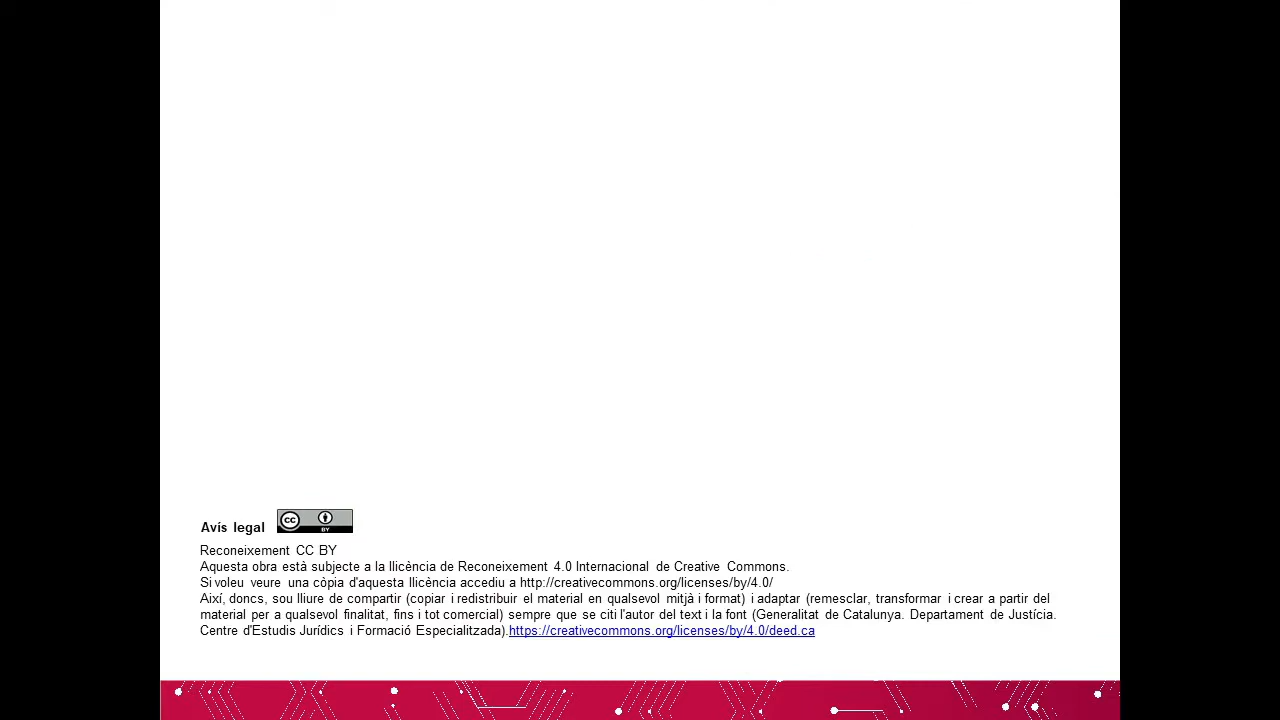 Avís legal
cc BY
Reconeixement CC BY
Aquesta obra està subjecte a la llicència de Reconeixement 4.0 Internacional de Creative Commons.
Si voleu veure una còpia d'aquesta llicència accediu a http://creativecommons.org/licenses/by/4.0/
Així, doncs, sou lliure de compartir (copiar i redistribuir el material en qualsevol mitjà i format) i adaptar (remesclar, transformar i crear a partir del
material per a qualsevol finalitat, fins i tot comercial) sempre que se citi l'autor del text i la font (Generalitat de Catalunya. Departament de Justícia.
Centre d'Estudis Jurídics i Formació Especialitzada).https://creativecommons.org/licenses/by/4.0/deed.ca